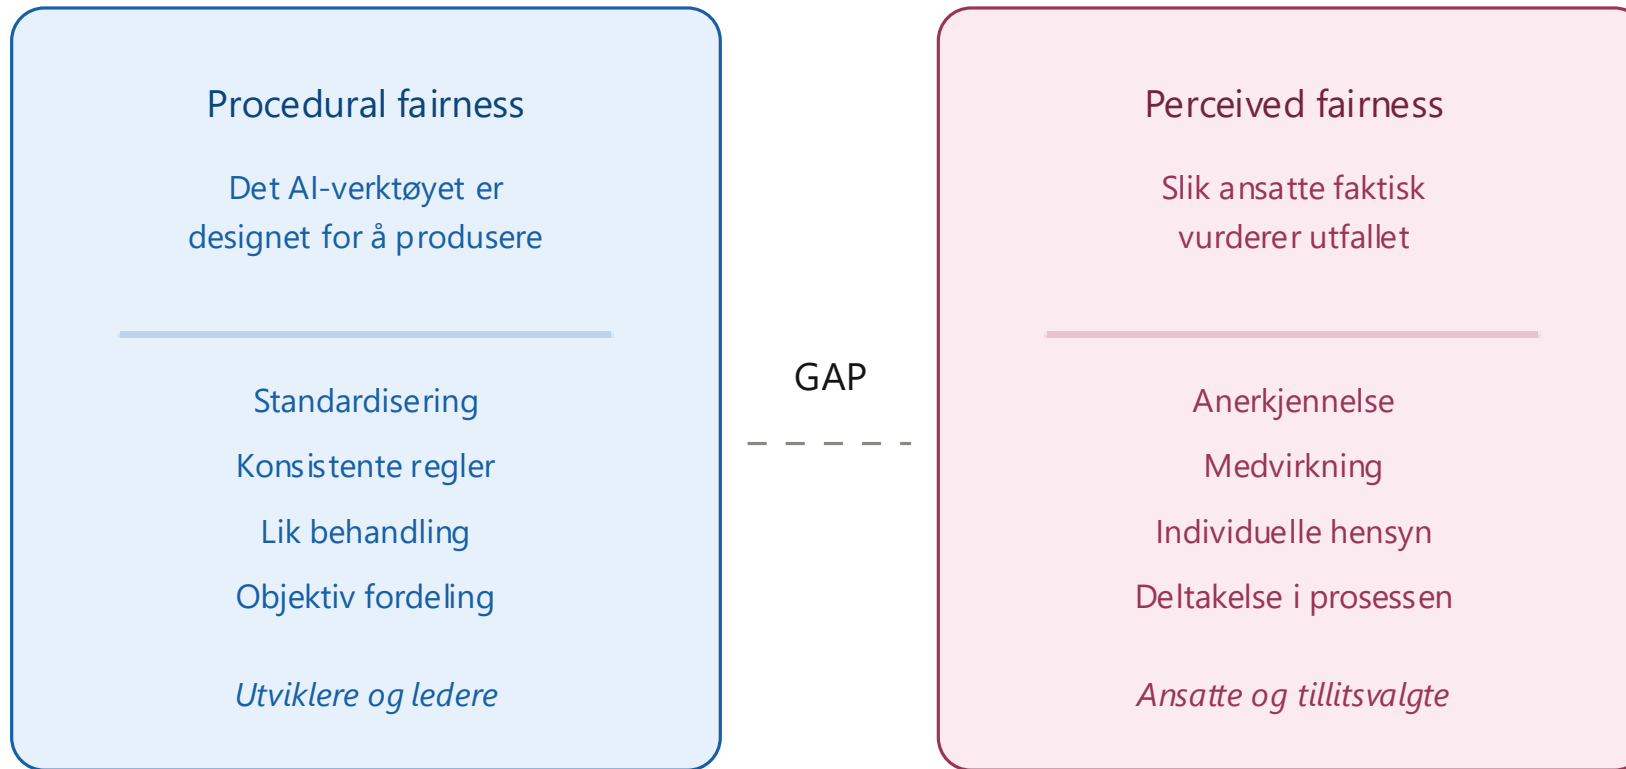 Procedural fairness
Det AI-verktøyet er
designet for å produsere
Standardisering
Konsistente regler
Lik behandling
Objektiv fordeling
Utviklere og ledere
GAP
Perceived fairness
Slik ansatte faktisk
vurderer utfallet
Anerkjennelse
Medvirkning
Individuelle hensyn
Deltakelse i prosessen
Ansatte og tillitsvalgte